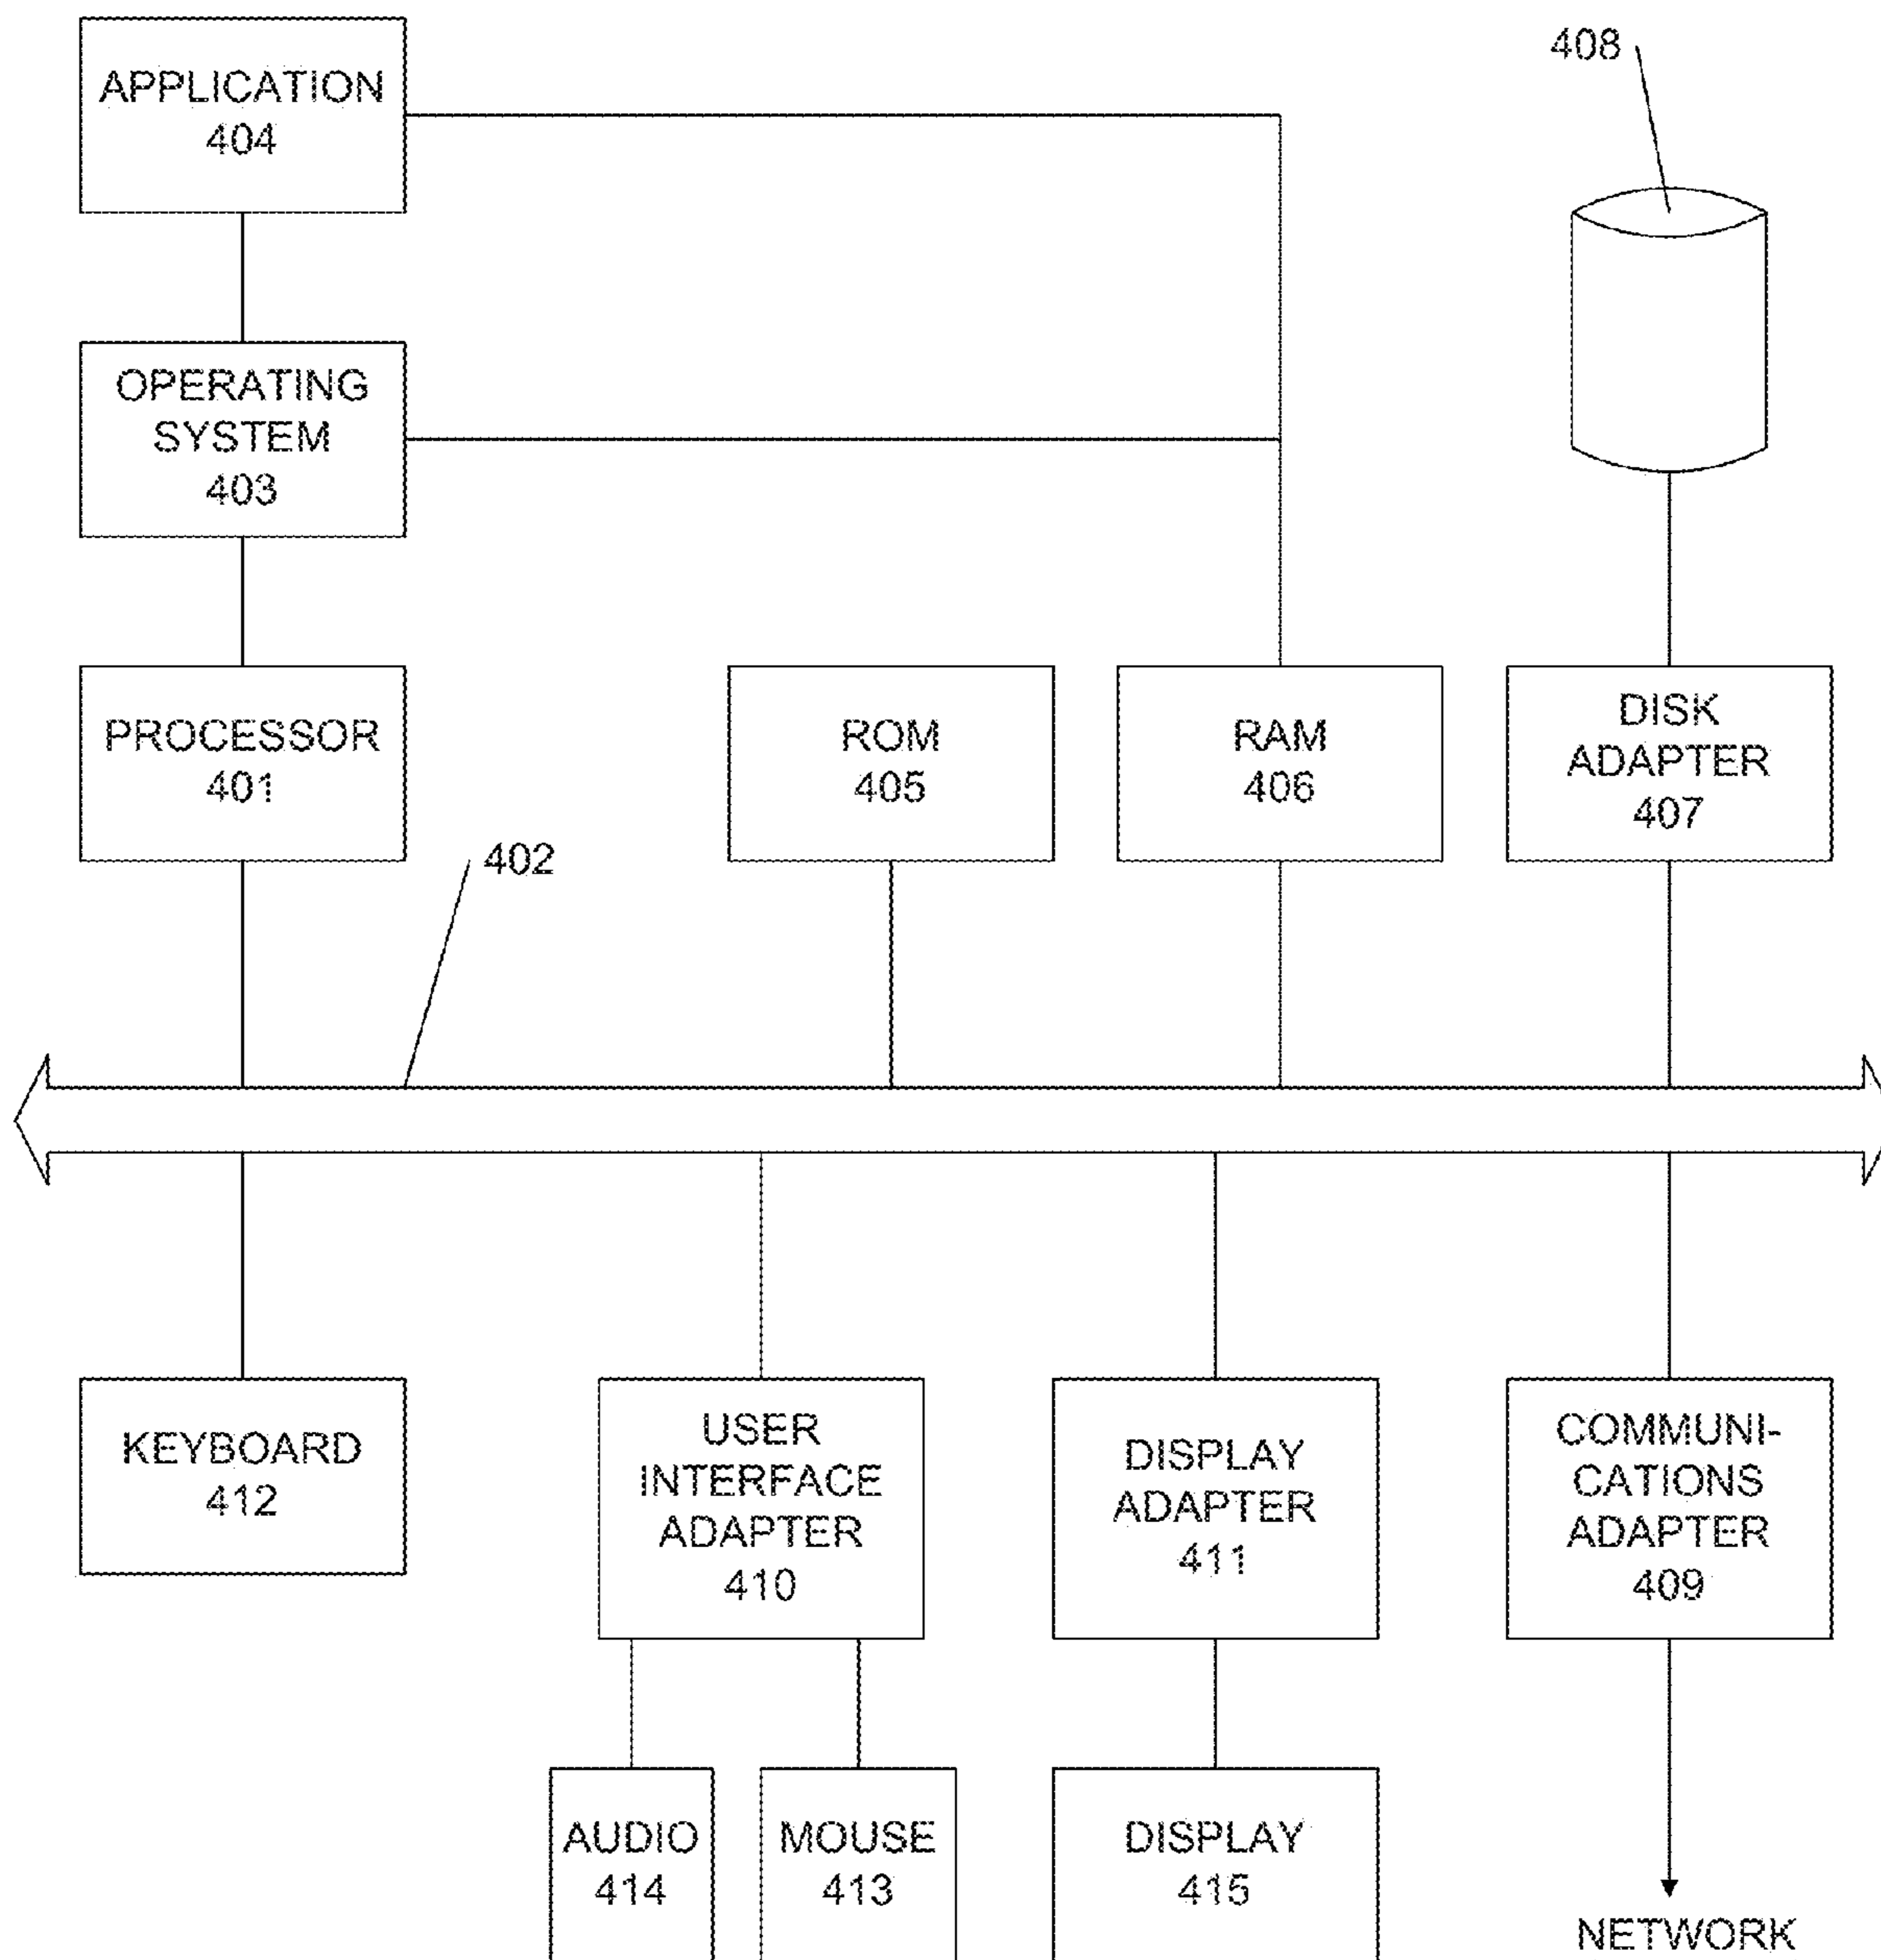 APPLICATION
404
408
OPERATING
SYSTEM
403
PROCESSOR
401
ROM
405
RAM
406
DISK
ADAPTER
407
402
KEYBOARD
412
USER
INTERFACE
ADAPTER
410
DISPLAY
ADAPTER
411
COMMUNI-
CATIONS
ADAPTER
409
AUDIO
414
MOUSE
413
DISPLAY
415
NETWORK